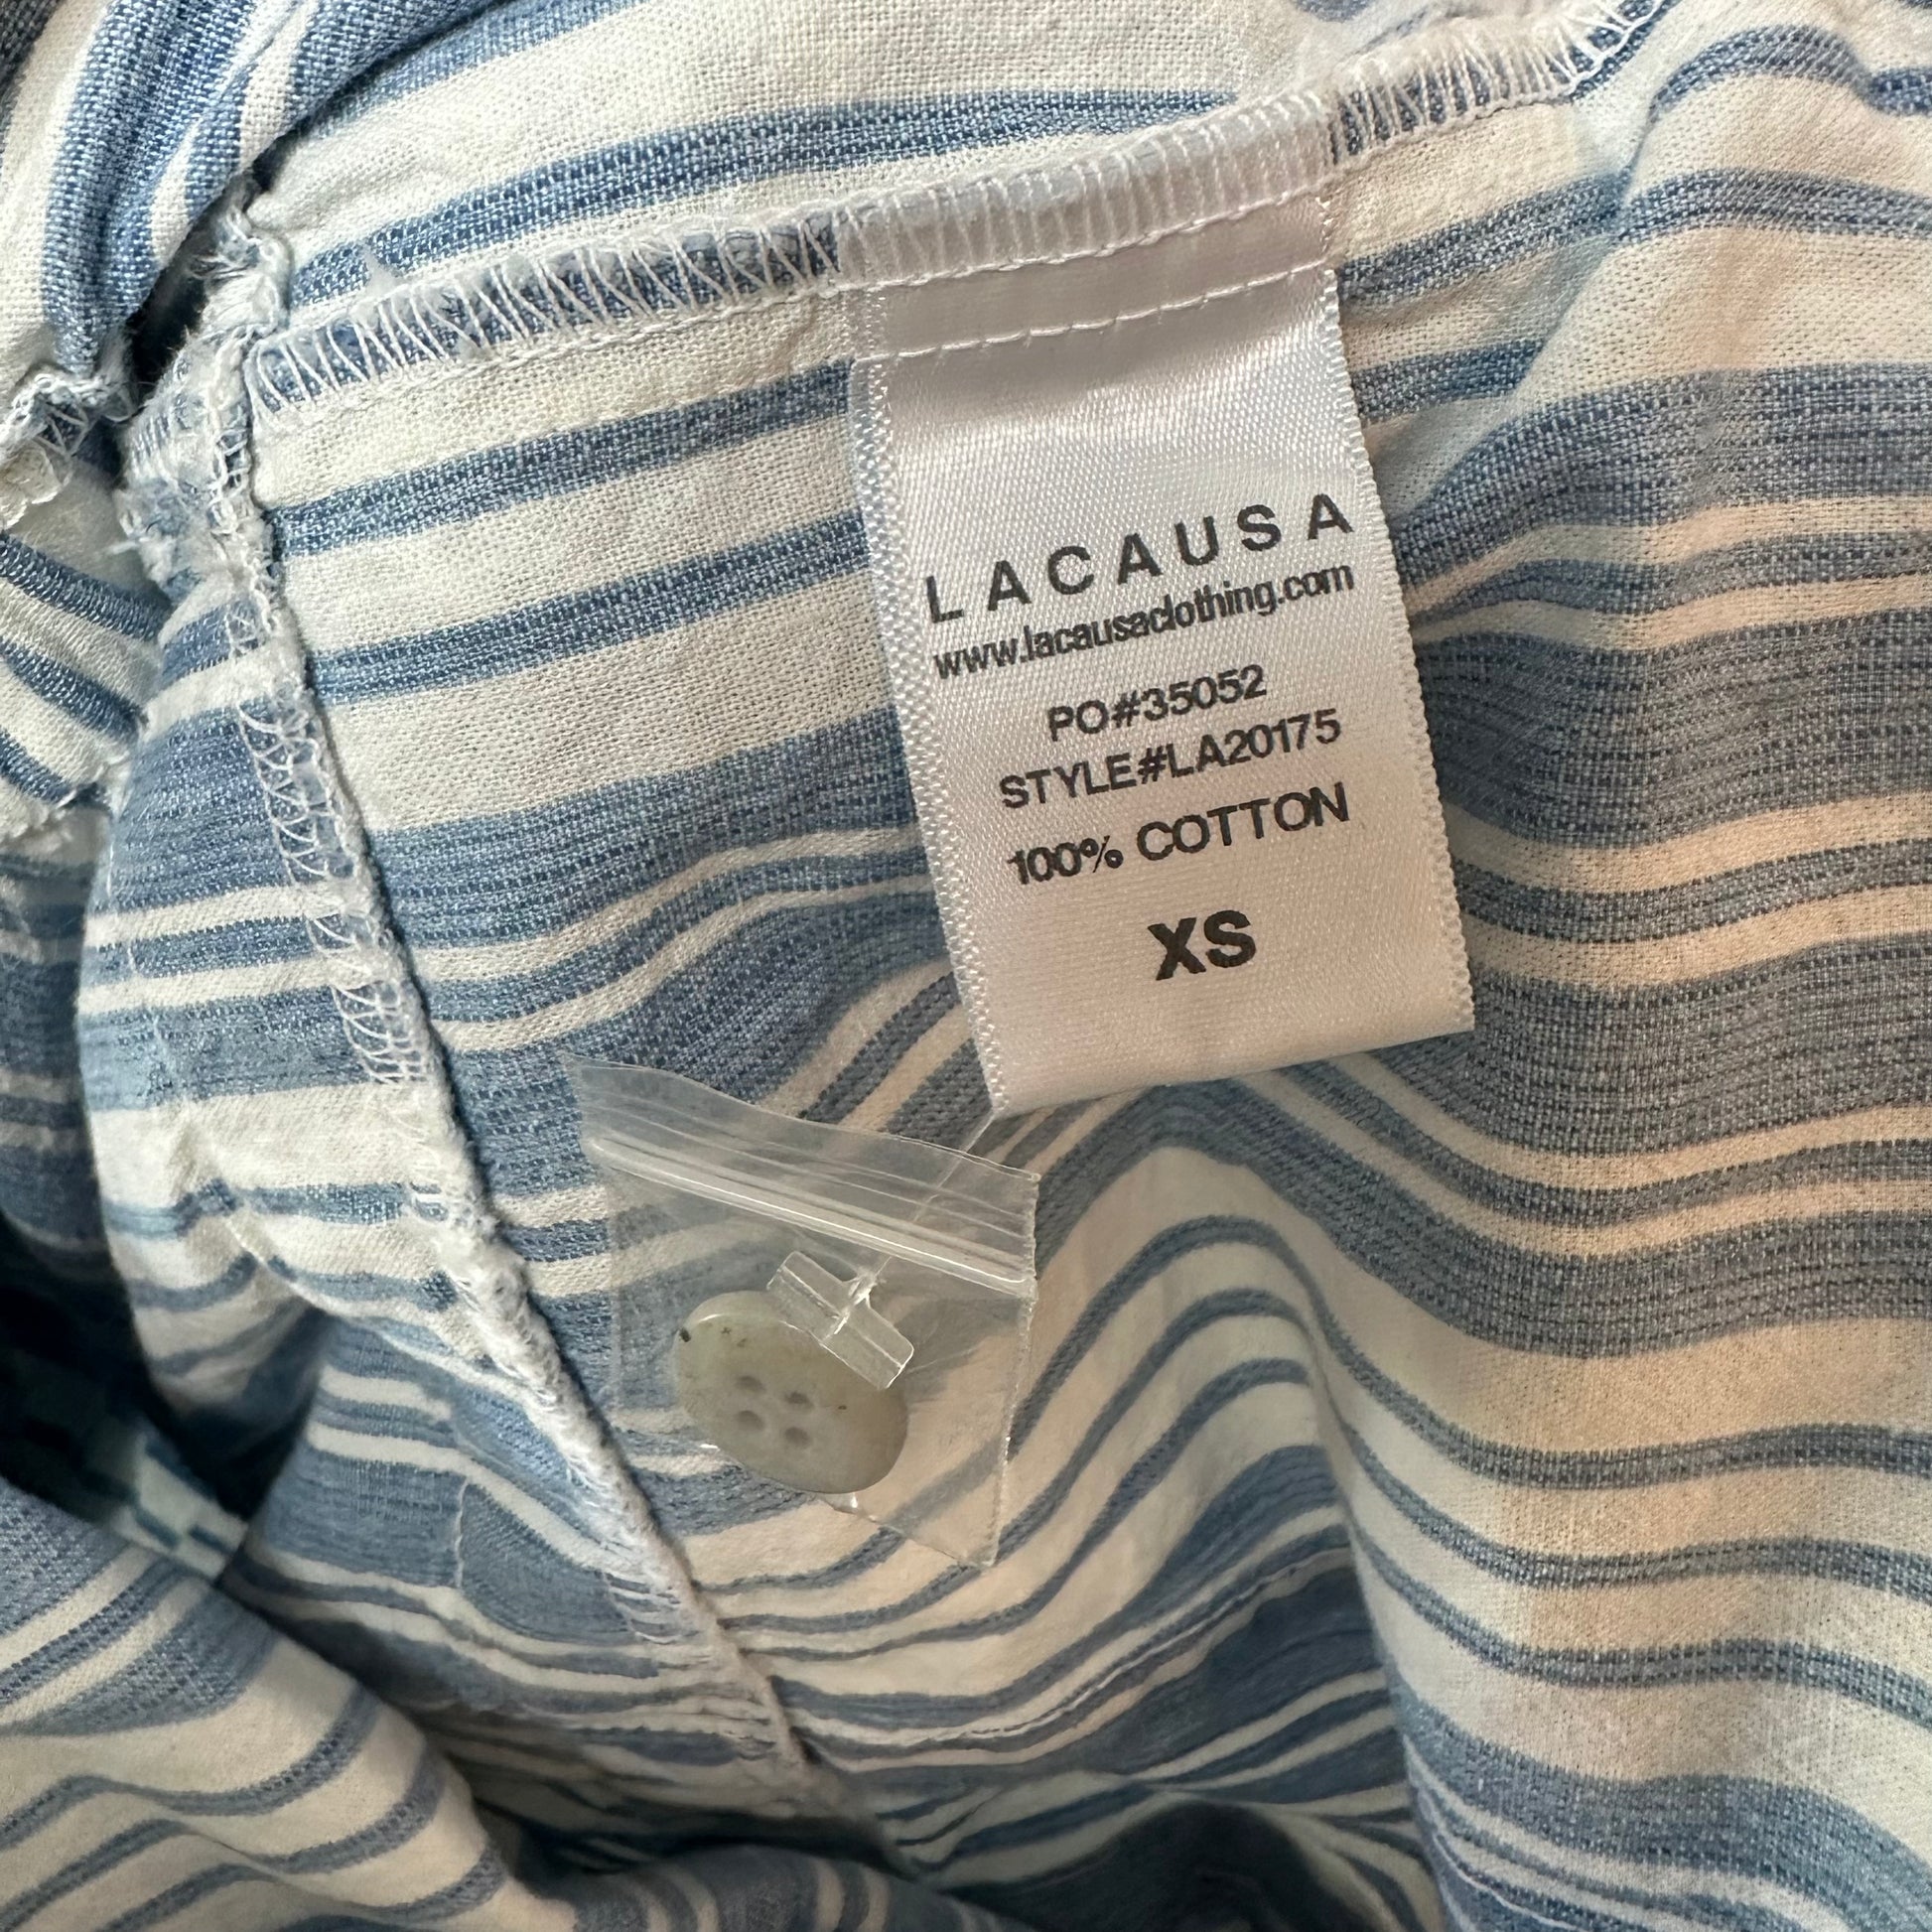 LACAUSA
www.lacausaclothing.com
PO#35052
STYLE#LA20175
100% COTTON
XS